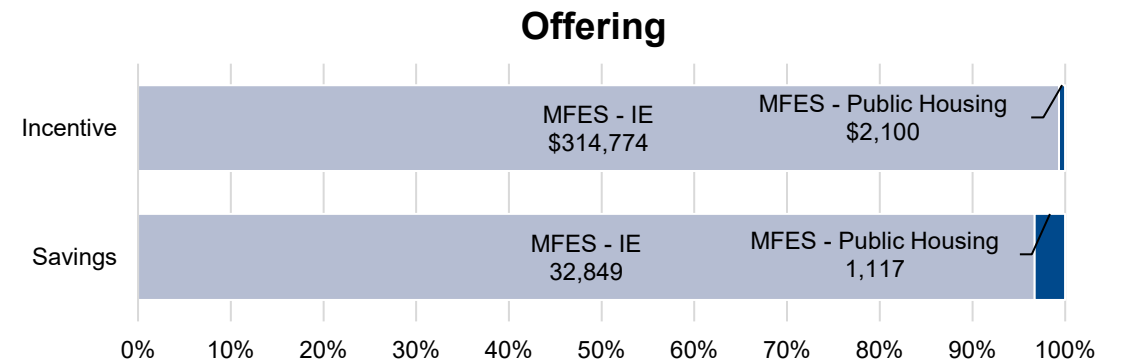 Offering
Incentive
MFES - IE
$314,774
MFES - Public Housing
$2,100
Savings
MFES - IE
32,849
MFES - Public Housing
1,117
0% 10% 20% 30% 40% 50% 60% 70% 80% 90% 100%